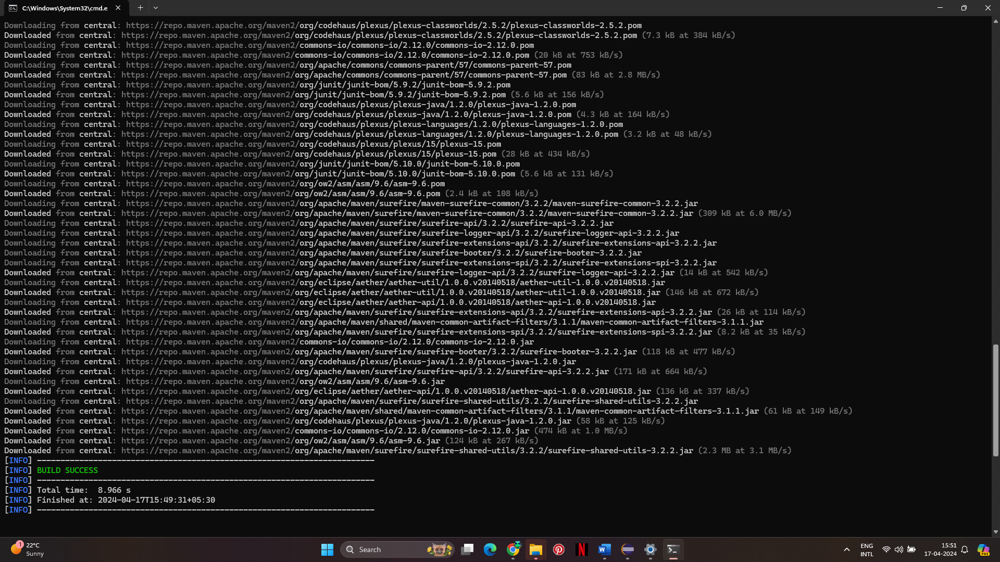 C:\Windows\System32\cmd.e
Downloading from central: https://repo.maven.apache.org/maven2/org/codehaus/plexus/plexus-classworlds/2.5.2/plexus-classworlds-2.5.2.pom
Downloaded from central: https://repo.maven.apache.org/maven2/org/codehaus/plexus/plexus-classworlds/2.5.2/plexus-classworlds-2.5.2.pom (7.3 kB at 384 kB/s)
Downloading from central: https://repo.maven.apache.org/maven2/commons-io/commons-io/2.12.0/commons-io-2.12.0.pom
Downloaded from central: https://repo.maven.apache.org/maven2/commons-io/commons-io/2.12.0/commons-io-2.12.0.pom (20 kB at 753 kB/s)
Downloading from central: https://repo.maven.apache.org/maven2/org/apache/commons/commons-parent/57/commons-parent-57.pom
Downloaded from central: https://repo.maven.apache.org/maven2/org/apache/commons/commons-parent/57/commons-parent-57.pom (83 kB at 2.8 MB/s)
Downloading from central: https://repo.maven.apache.org/maven2/org/junit/junit-bom/5.9.2/junit-bom-5.9.2.pom
Downloaded from central: https://repo.maven.apache.org/maven2/org/junit/junit-bom/5.9.2/junit-bom-5.9.2.pom (5.6 kB at 156 kB/s)
Downloading from central: https://repo.maven.apache.org/maven2/org/codehaus/plexus/plexus-java/1.2.0/plexus-java-1.2.0.pom
Downloaded from central: https://repo.maven.apache.org/maven2/org/codehaus/plexus/plexus-java/1.2.0/plexus-java-1.2.0.pom (4.3 kB at 164 kB/s)
Downloading from central: https://repo.maven.apache.org/maven2/org/codehaus/plexus/plexus-languages/1.2.0/plexus-languages-1.2.0.pom
Downloaded from central: https://repo.maven.apache.org/maven2/org/codehaus/plexus/plexus-languages/1.2.0/plexus-languages-1.2.0.pom (3.2 kB at 48 kB/s)
Downloading from central: https://repo.maven.apache.org/maven2/org/codehaus/plexus/plexus/15/plexus-15.pom
Downloaded from central: https://repo.maven.apache.org/maven2/org/codehaus/plexus/plexus/15/plexus-15.pom (28 kB at 434 kB/s)
Downloading from central: https://repo.maven.apache.org/maven2/org/junit/junit-bom/5.10.0/junit-bom-5.10.0.pom
Downloaded from central: https://repo.maven.apache.org/maven2/org/junit/junit-bom/5.10.0/junit-bom-5.10.0.pom (5.6 kB at 131 kB/s)
Downloading from central: https://repo.maven.apache.org/maven2/org/ow2/asm/asm/9.6/asm-9.6.pom
Downloaded from central: https://repo.maven.apache.org/maven2/org/ow2/asm/asm/9.6/asm-9.6.pom (2.4 kB at 108 kB/s)
Downloading from central: https://repo.maven.apache.org/maven2/org/apache/maven/surefire/maven-surefire-common/3.2.2/maven-surefire-common-3.2.2.jar
Downloaded from central: https://repo.maven.apache.org/maven2/org/apache/maven/surefire/maven-surefire-common/3.2.2/maven-surefire-common-3.2.2.jar (309 kB at 6.0 MB/s)
Downloading from central: https://repo.maven.apache.org/maven2/org/apache/maven/surefire/surefire-api/3.2.2/surefire-api-3.2.2.jar
Downloading from central: https://repo.maven.apache.org/maven2/org/apache/maven/surefire/surefire-logger-api/3.2.2/surefire-logger-api-3.2.2.jar
Downloading from central: https://repo.maven.apache.org/maven2/org/apache/maven/surefire/surefire-extensions-api/3.2.2/surefire-extensions-api-3.2.2.jar
Downloading from central: https://repo.maven.apache.org/maven2/org/apache/maven/surefire/surefire-booter/3.2.2/surefire-booter-3.2.2.jar
Downloading from central: https://repo.maven.apache.org/maven2/org/apache/maven/surefire/surefire-extensions-spi/3.2.2/surefire-extensions-spi-3.2.2.jar
Downloaded from central: https://repo.maven.apache.org/maven2/org/apache/maven/surefire/surefire-logger-api/3.2.2/surefire-logger-api-3.2.2.jar (14 kB at 542 kB/s)
Downloading from central: https://repo.maven.apache.org/maven2/org/eclipse/aether/aether-util/1.0.0.v20140518/aether-util-1.0.0.v20140518.jar
Downloaded from central: https://repo.maven.apache.org/maven2/org/eclipse/aether/aether-util/1.0.0.v20140518/aether-util-1.0.0.v20140518.jar (146 kB at 672 kB/s)
Downloading from central: https://repo.maven.apache.org/maven2/org/eclipse/aether/aether-api/1.0.0.v20140518/aether-api-1.0.0.v20140518.jar
Downloaded from central: https://repo.maven.apache.org/maven2/org/apache/maven/surefire/surefire-extensions-api/3.2.2/surefire-extensions-api-3.2.2.jar (26 kB at 114 kB/s)
Downloading from central: https://repo.maven.apache.org/maven2/org/apache/maven/shared/maven-common-artifact-filters/3.1.1/maven-common-artifact-filters-3.1.1.jar
Downloaded from central: https://repo.maven.apache.org/maven2/org/apache/maven/surefire/surefire-extensions-spi/3.2.2/surefire-extensions-spi-3.2.2.jar (8.2 kB at 35 kB/s)
Downloading from central: https://repo.maven.apache.org/maven2/commons-io/commons-io/2.12.0/commons-io-2.12.0.jar
Downloaded from central: https://repo.maven.apache.org/maven2/org/apache/maven/surefire/surefire-booter/3.2.2/surefire-booter-3.2.2.jar (118 kB at 477 kB/s)
Downloading from central: https://repo.maven.apache.org/maven2/org/codehaus/plexus/plexus-java/1.2.0/plexus-java-1.2.0.jar
Downloaded from central: https://repo.maven.apache.org/maven2/org/apache/maven/surefire/surefire-api/3.2.2/surefire-api-3.2.2.jar (171 kB at 664 kB/s)
Downloading from central: https://repo.maven.apache.org/maven2/org/ow2/asm/asm/9.6/asm-9.6.jar
Downloaded from central: https://repo.maven.apache.org/maven2/org/eclipse/aether/aether-api/1.0.0.v20140518/aether-api-1.0.0.v20140518.jar (136 kB at 337 kB/s)
Downloading from central: https://repo.maven.apache.org/maven2/org/apache/maven/surefire/surefire-shared-utils/3.2.2/surefire-shared-utils-3.2.2.jar
Downloaded from central: https://repo.maven.apache.org/maven2/org/apache/maven/shared/maven-common-artifact-filters/3.1.1/maven-common-artifact-filters-3.1.1.jar (61 kB at 149 kB/s)
Downloaded from central: https://repo.maven.apache.org/maven2/org/codehaus/plexus/plexus-java/1.2.0/plexus-java-1.2.0.jar (58 kB at 125 kB/s)
Downloaded from central: https://repo.maven.apache.org/maven2/commons-io/commons-io/2.12.0/commons-io-2.12.0.jar (474 kB at 1.0 MB/s)
Downloaded from central: https://repo.maven.apache.org/maven2/org/ow2/asm/asm/9.6/asm-9.6.jar (124 kB at 267 kB/s)
Downloaded from central: https://repo.maven.apache.org/maven2/org/apache/maven/surefire/surefire-shared-utils/3.2.2/surefire-shared-utils-3.2.2.jar (2.3 MB at 3.1 MB/s)
[INFO] ------------------------------------------------------------------------
[INFO] BUILD SUCCESS
[INFO] ------------------------------------------------------------------------
[INFO] Total time:  8.966 s
[INFO] Finished at: 2024-04-17T15:49:31+05:30
[INFO] ------------------------------------------------------------------------
1
22°C
Sunny
Search
ENG
INTL
15:51
17-04-2024
PRE